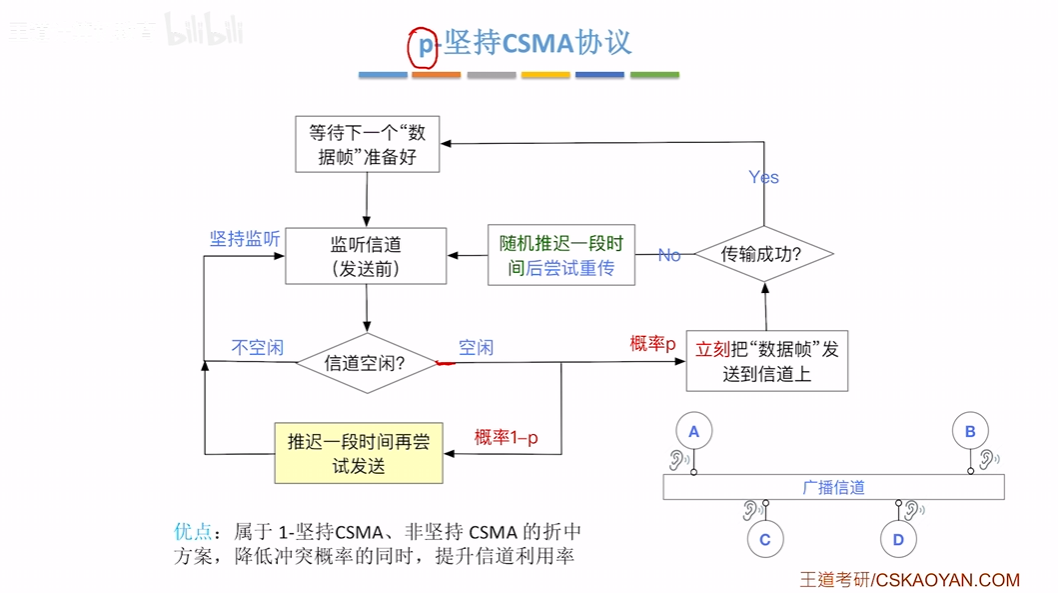 bilibili
p-坚持CSMA协议
等待下一个“数
据帧”准备好
Yes
坚持监听
监听信道
（发送前）
随机推迟一段时
间后尝试重传
No
传输成功？
不空闲
信道空闲？
空闲
概率p
立刻把“数据帧”发
送到信道上
推迟一段时间再尝
试发送
概率1–p
A
B
广播信道
C
D
优点：属于 1-坚持CSMA、非坚持 CSMA 的折中
方案，降低冲突概率的同时，提升信道利用率
王道考研/CSKAOYAN.COM